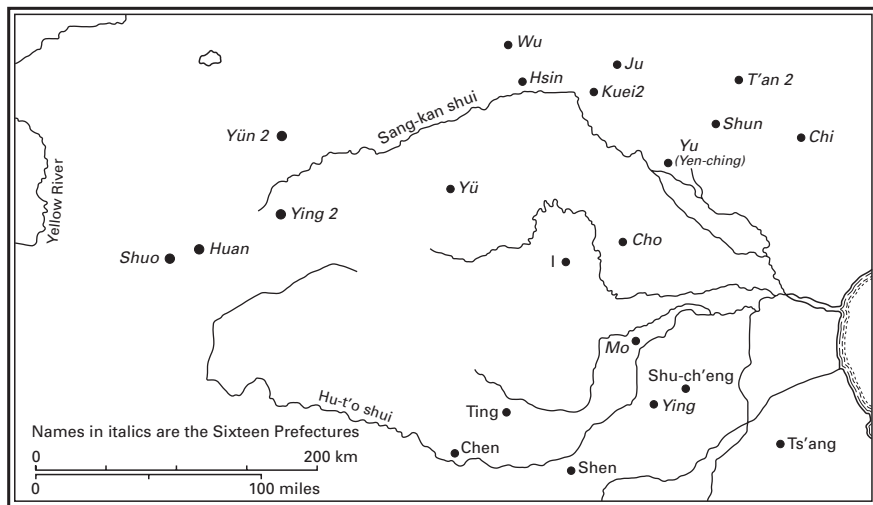 Wu
Ju
Hsin
Kuei2
T'an 2
Sang-kan shui
Yün 2
Shun
Chi
Yu
(Yen-ching)
Yellow River
Yü
Ying 2
Huan
Shuo
Cho
I
Mo
Shu-ch'eng
Ying
Hu-t'o shui
Ting
Names in italics are the Sixteen Prefectures
Chen
Ts'ang
Shen
0 200 km
0 100 miles